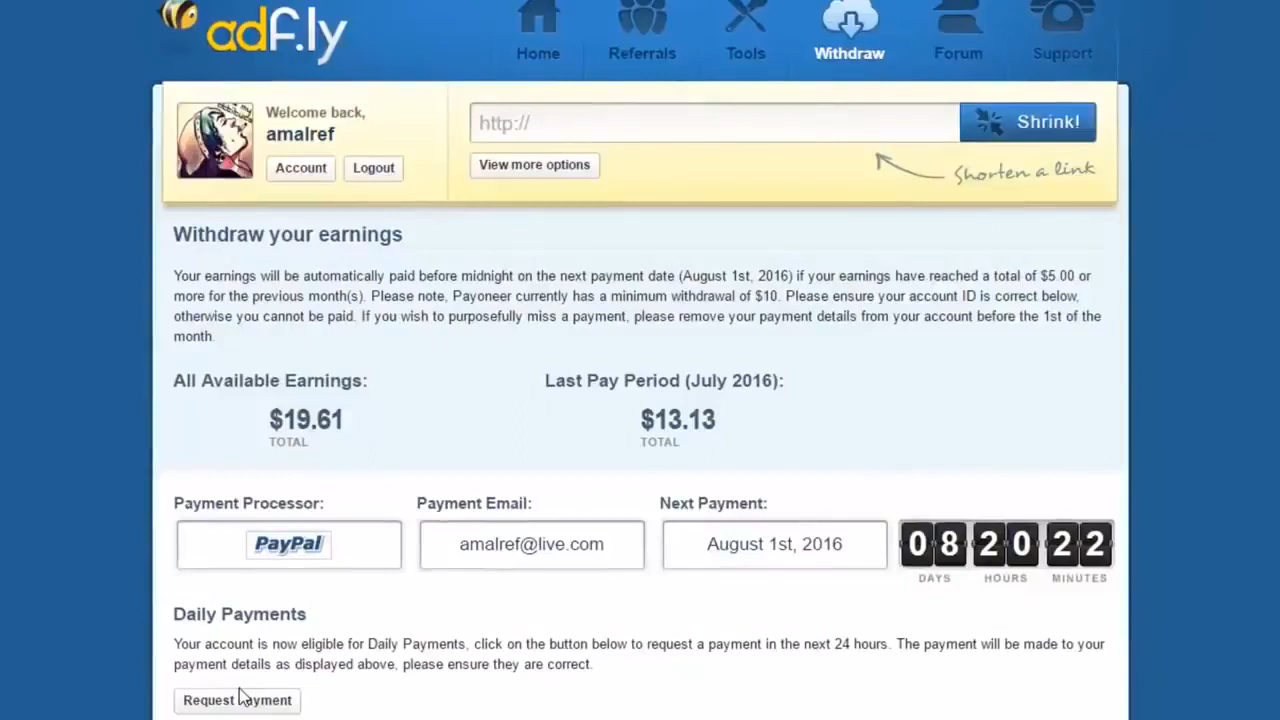 adf.ly
Home Referrals Tools Withdraw Forum Support
Welcome back,
amalref
Account Logout
http://
Shrink!
View more options
Shorten a link
Withdraw your earnings
Your earnings will be automatically paid before midnight on the next payment date (August 1st, 2016) if your earnings have reached a total of $5.00 or
more for the previous month(s). Please note, Payoneer currently has a minimum withdrawal of $10. Please ensure your account ID is correct below,
otherwise you cannot be paid. If you wish to purposefully miss a payment, please remove your payment details from your account before the 1st of the
month.
All Available Earnings: Last Pay Period (July 2016):
$19.61 $13.13
TOTAL TOTAL
Payment Processor: Payment Email: Next Payment:
PayPal amalref@live.com August 1st, 2016 08 20 22
DAYS HOURS MINUTES
Daily Payments
Your account is now eligible for Daily Payments, click on the button below to request a payment in the next 24 hours. The payment will be made to your
payment details as displayed above, please ensure they are correct.
Request Payment